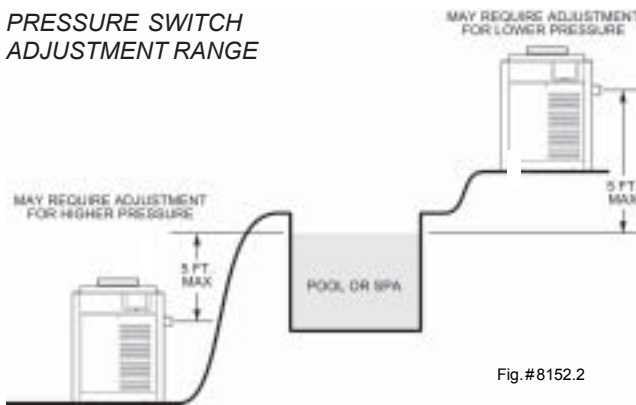 PRESSURE SWITCH
ADJUSTMENT RANGE
MAY REQUIRE ADJUSTMENT
FOR LOWER PRESSURE
5 FT.
MAX
MAY REQUIRE ADJUSTMENT
FOR HIGHER PRESSURE
5 FT.
MAX
POOL OR SPA
Fig.#8152.2